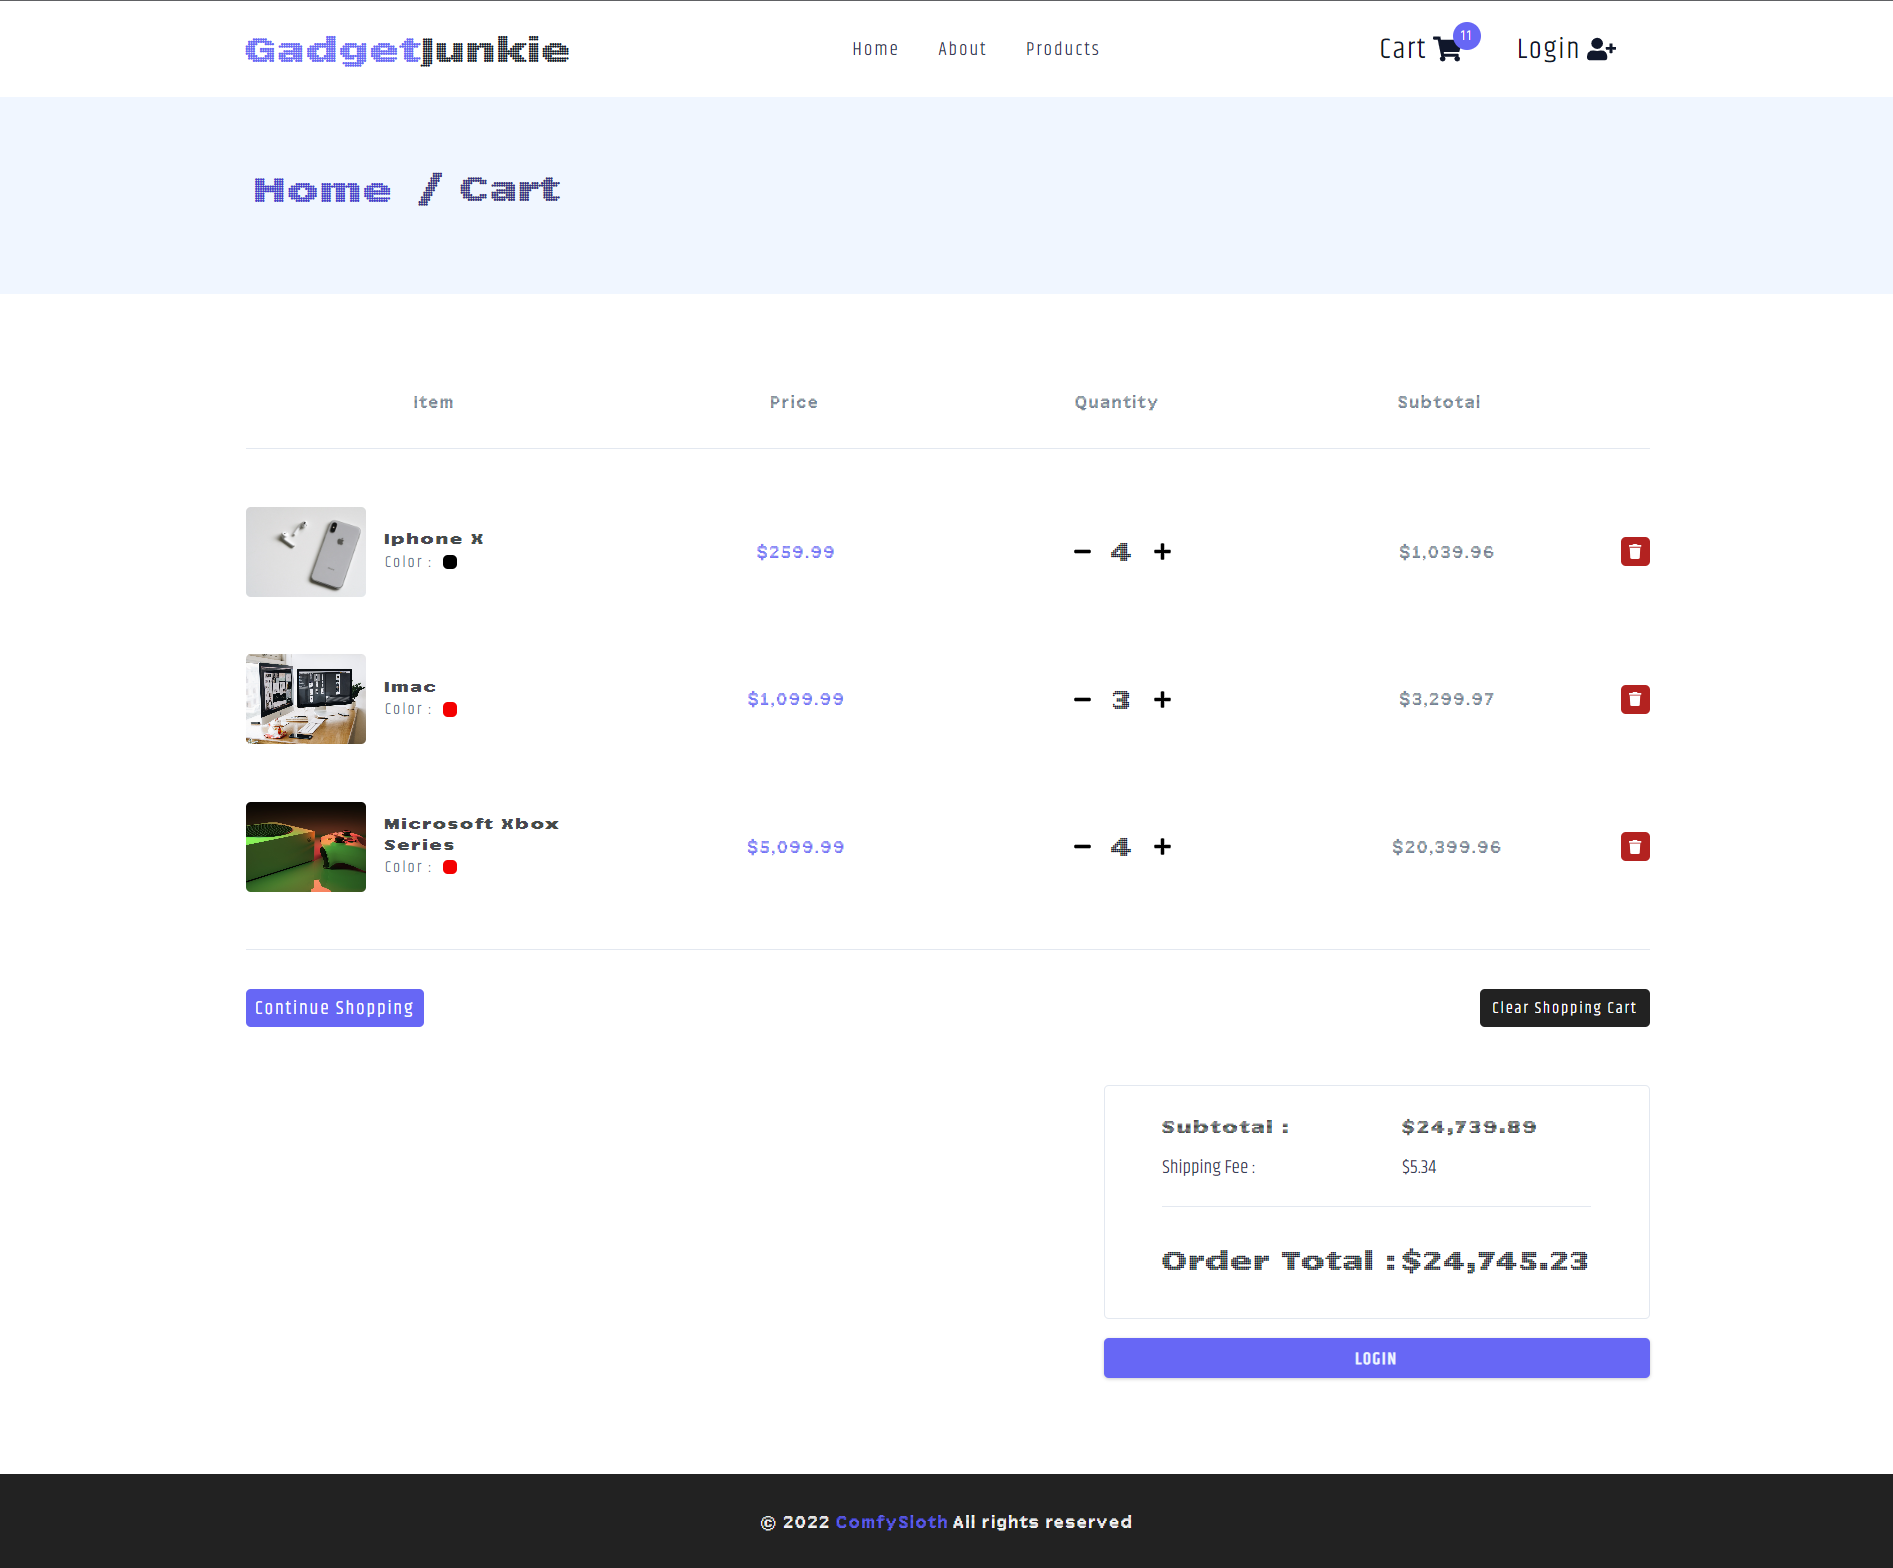 GadgetJunkie Home About Products Cart 11 Login
Home / Cart
Item Price Quantity Subtotal
Iphone X
Color :
$259.99 4 $1,039.96
Imac
Color :
$1,099.99 3 $3,299.97
Microsoft Xbox
Series
Color :
$5,099.99 4 $20,399.96
Continue Shopping Clear Shopping Cart
Subtotal : $24,739.89
Shipping Fee : $5.34
Order Total : $24,745.23
LOGIN
© 2022 ComfySloth All rights reserved